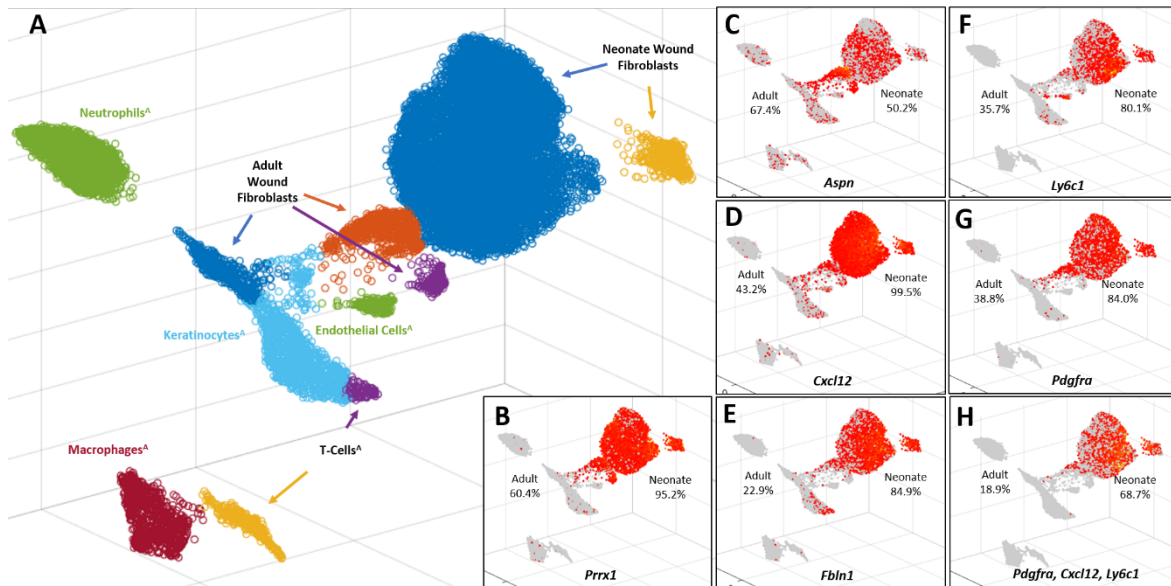 A
Neonate Wound
Fibroblasts
Neutrophils^
Adult
Wound
Fibroblasts
Keratinocytes^
Endothelial Cells^
Macrophages^
T-Cells^
B
Adult
60.4%
Neonate
95.2%
Prrx1
C
Adult
67.4%
Neonate
50.2%
Aspn
D
Adult
43.2%
Neonate
99.5%
Cxcl12
E
Adult
22.9%
Neonate
84.9%
Fbln1
F
Adult
35.7%
Neonate
80.1%
Ly6c1
G
Adult
38.8%
Neonate
84.0%
Pdgfra
H
Adult
18.9%
Neonate
68.7%
Pdgfra, Cxcl12, Ly6c1